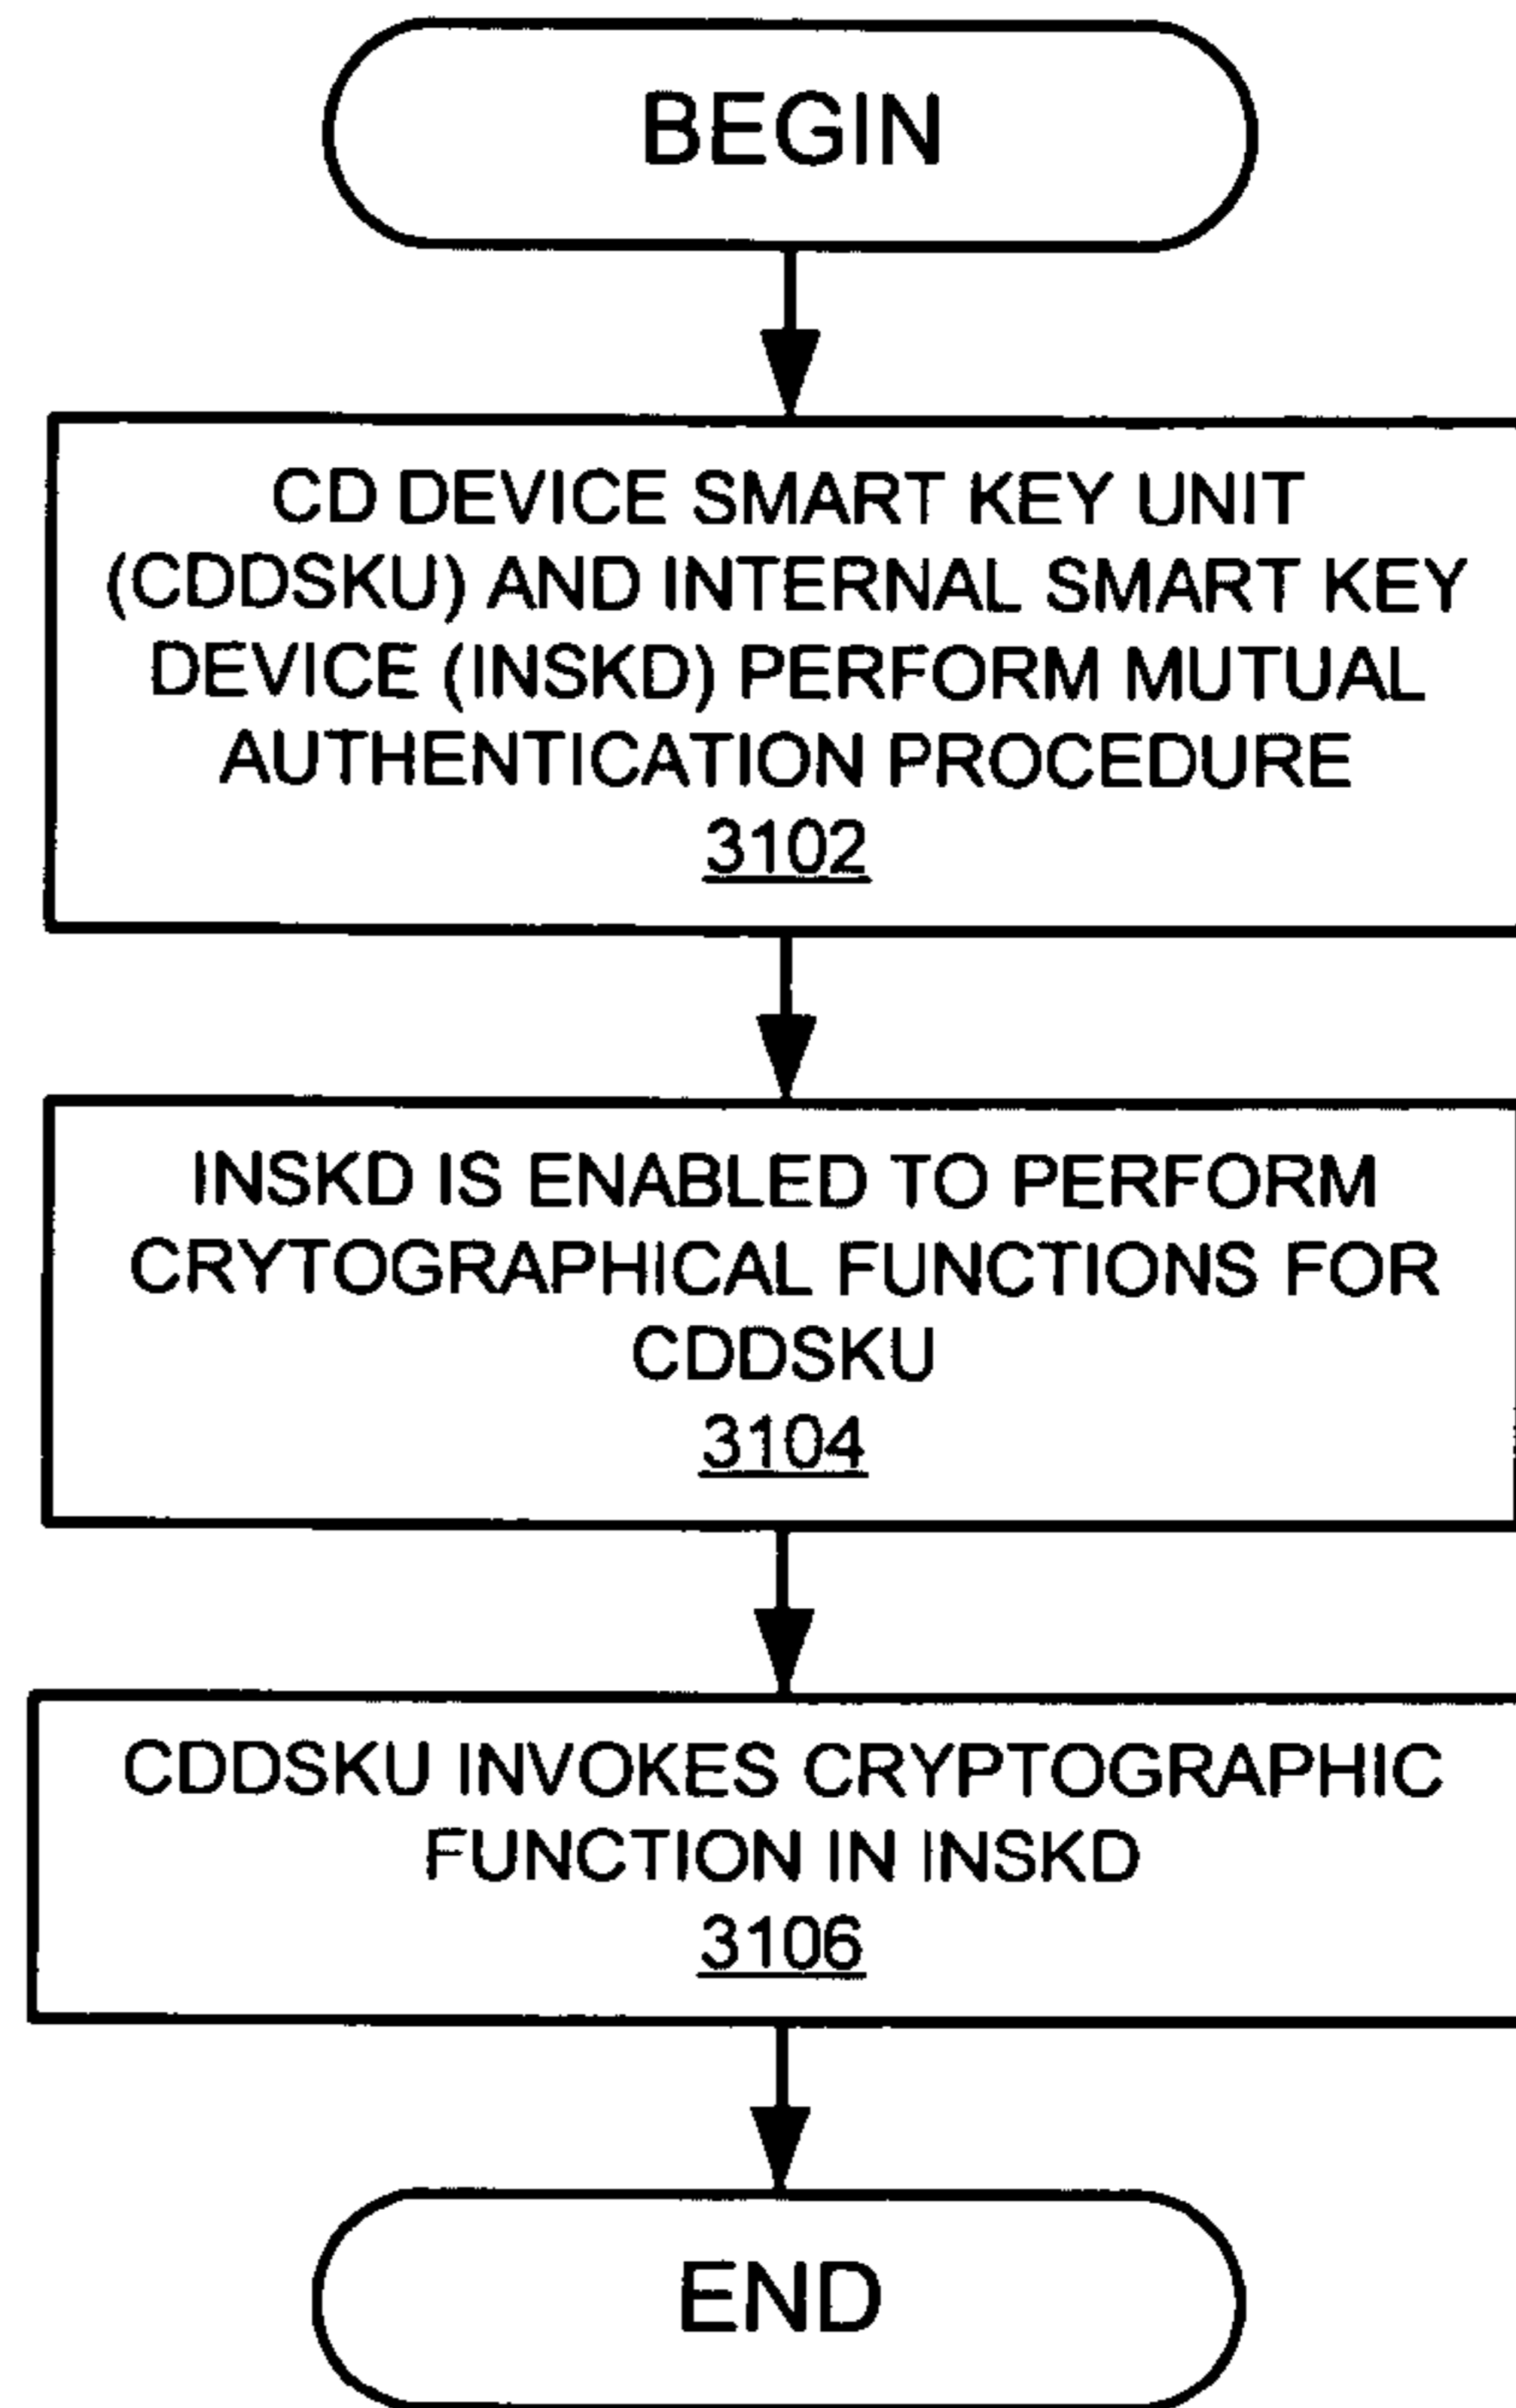 BEGIN
CD DEVICE SMART KEY UNIT
(CDDSKU) AND INTERNAL SMART KEY
DEVICE (INSKD) PERFORM MUTUAL
AUTHENTICATION PROCEDURE
3102
INSKD IS ENABLED TO PERFORM
CRYTOGRAPHICAL FUNCTIONS FOR
CDDSKU
3104
CDDSKU INVOKES CRYPTOGRAPHIC
FUNCTION IN INSKD
3106
END